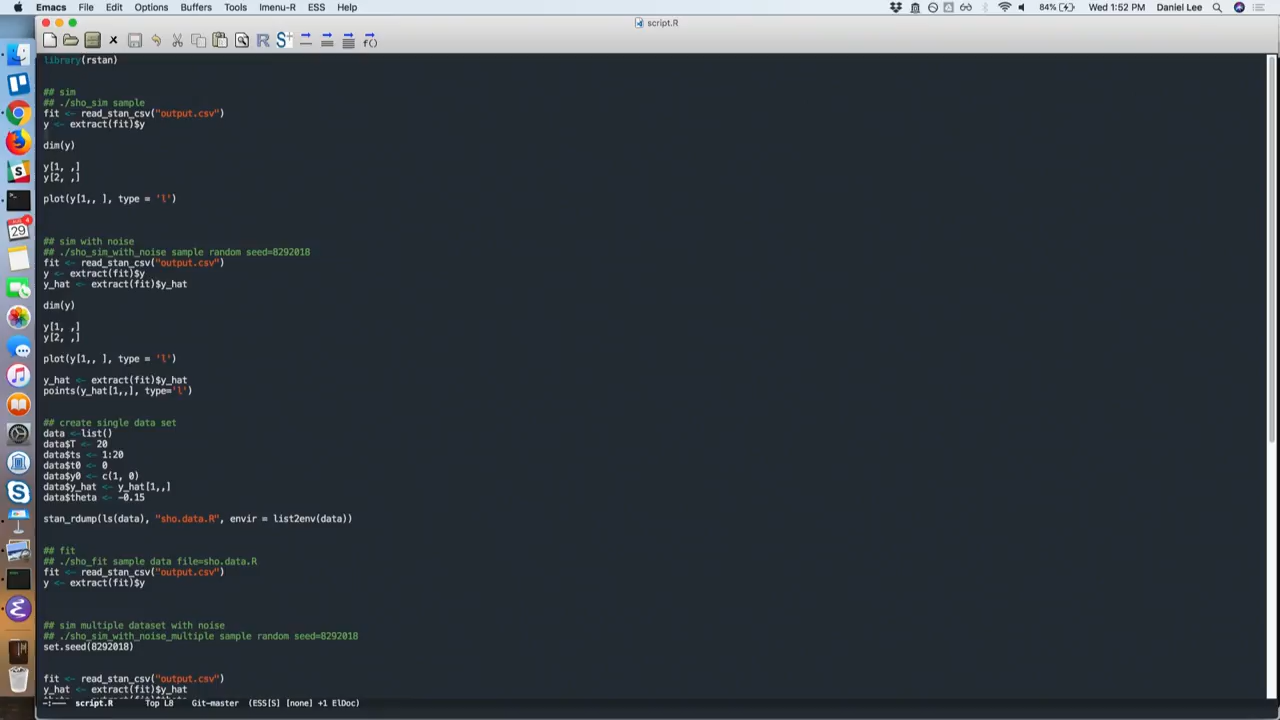 Emacs File Edit Options Buffers Tools Imenu-R ESS Help 84% Wed 1:52 PM Daniel Lee
script.R
library(rstan)
## sim
## ./sho_sim sample
fit <- read_stan_csv("output.csv")
y <- extract(fit)$y
dim(y)
y[1, ,]
y[2, ,]
plot(y[1,, ], type = 'l')
## sim with noise
## ./sho_sim_with_noise sample random seed=8292018
fit <- read_stan_csv("output.csv")
y <- extract(fit)$y
y_hat <- extract(fit)$y_hat
dim(y)
y[1, ,]
y[2, ,]
plot(y[1,, ], type = 'l')
y_hat <- extract(fit)$y_hat
points(y_hat[1,,], type='l')
## create single data set
data <-list()
data$T <- 20
data$ts <- 1:20
data$t0 <- 0
data$y0 <- c(1, 0)
data$y_hat <- y_hat[1,,]
data$theta <- -0.15
stan_rdump(ls(data), "sho.data.R", envir = list2env(data))
## fit
## ./sho_fit sample data file=sho.data.R
fit <- read_stan_csv("output.csv")
y <- extract(fit)$y
## sim multiple dataset with noise
## ./sho_sim_with_noise_multiple sample random seed=8292018
set.seed(8292018)
fit <- read_stan_csv("output.csv")
y_hat <- extract(fit)$y_hat
-:--- script.R Top L8 Git-master (ESS[S] [none] +1 ElDoc)
29